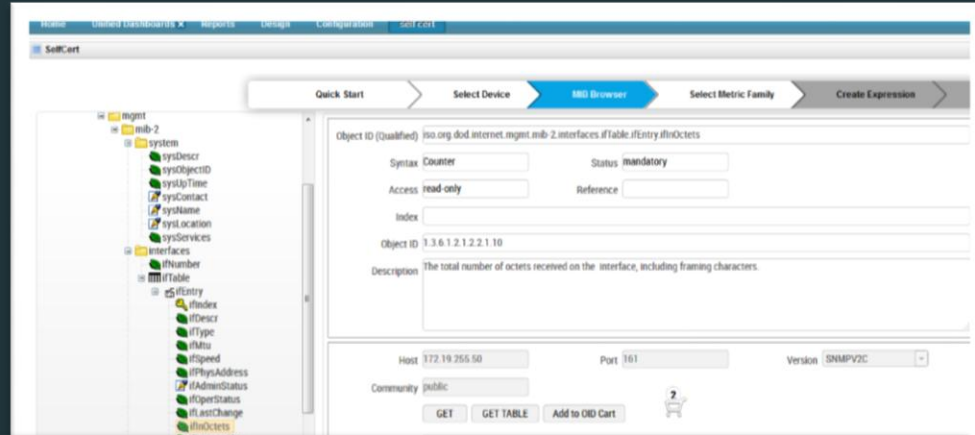 Home Unified Dashboards Reports Design Configuration self cert
SelfCert
Quick Start Select Device MIB Browser Select Metric Family Create Expression
mgmt
mib-2
system
sysDescr
sysObjectID
sysUpTime
sysContact
sysName
sysLocation
sysServices
interfaces
ifNumber
ifTable
ifEntry
ifIndex
ifDescr
ifType
ifMtu
ifSpeed
ifPhysAddress
ifAdminStatus
ifOperStatus
ifLastChange
ifInOctets
Object ID (Qualified) iso.org.dod.internet.mgmt.mib-2.interfaces.ifTable.ifEntry.ifInOctets
Syntax Counter Status mandatory
Access read-only Reference
Index
Object ID 1.3.6.1.2.1.2.2.1.10
Description The total number of octets received on the interface, including framing characters.
Host 172.19.255.50 Port 161 Version SNMPV2C
Community public
2
GET GET TABLE Add to OID Cart